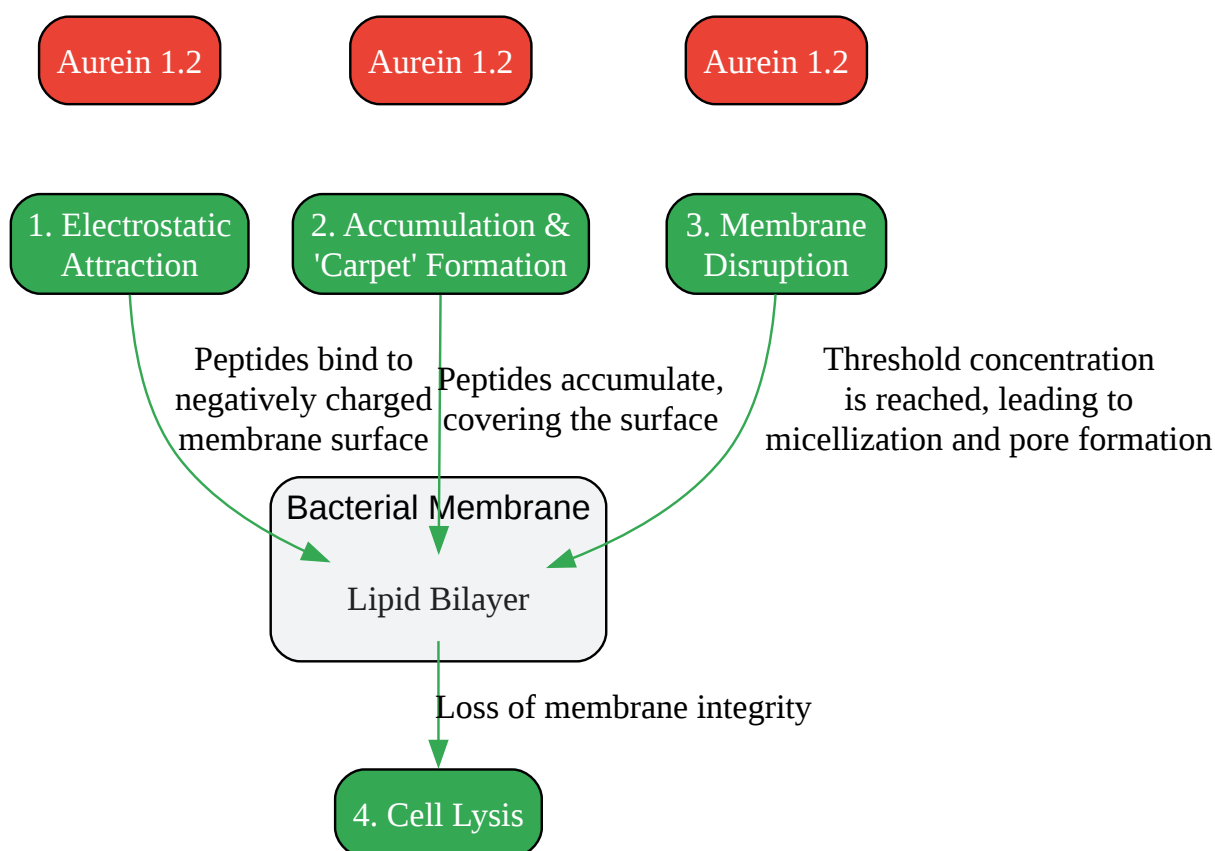 Aurein 1.2
Aurein 1.2
Aurein 1.2
1. Electrostatic
Attraction
2. Accumulation &
'Carpet' Formation
3. Membrane
Disruption
Peptides bind to
negatively charged
membrane surface
Peptides accumulate,
covering the surface
Threshold concentration
is reached, leading to
micellization and pore formation
Bacterial Membrane
Lipid Bilayer
Loss of membrane integrity
4. Cell Lysis